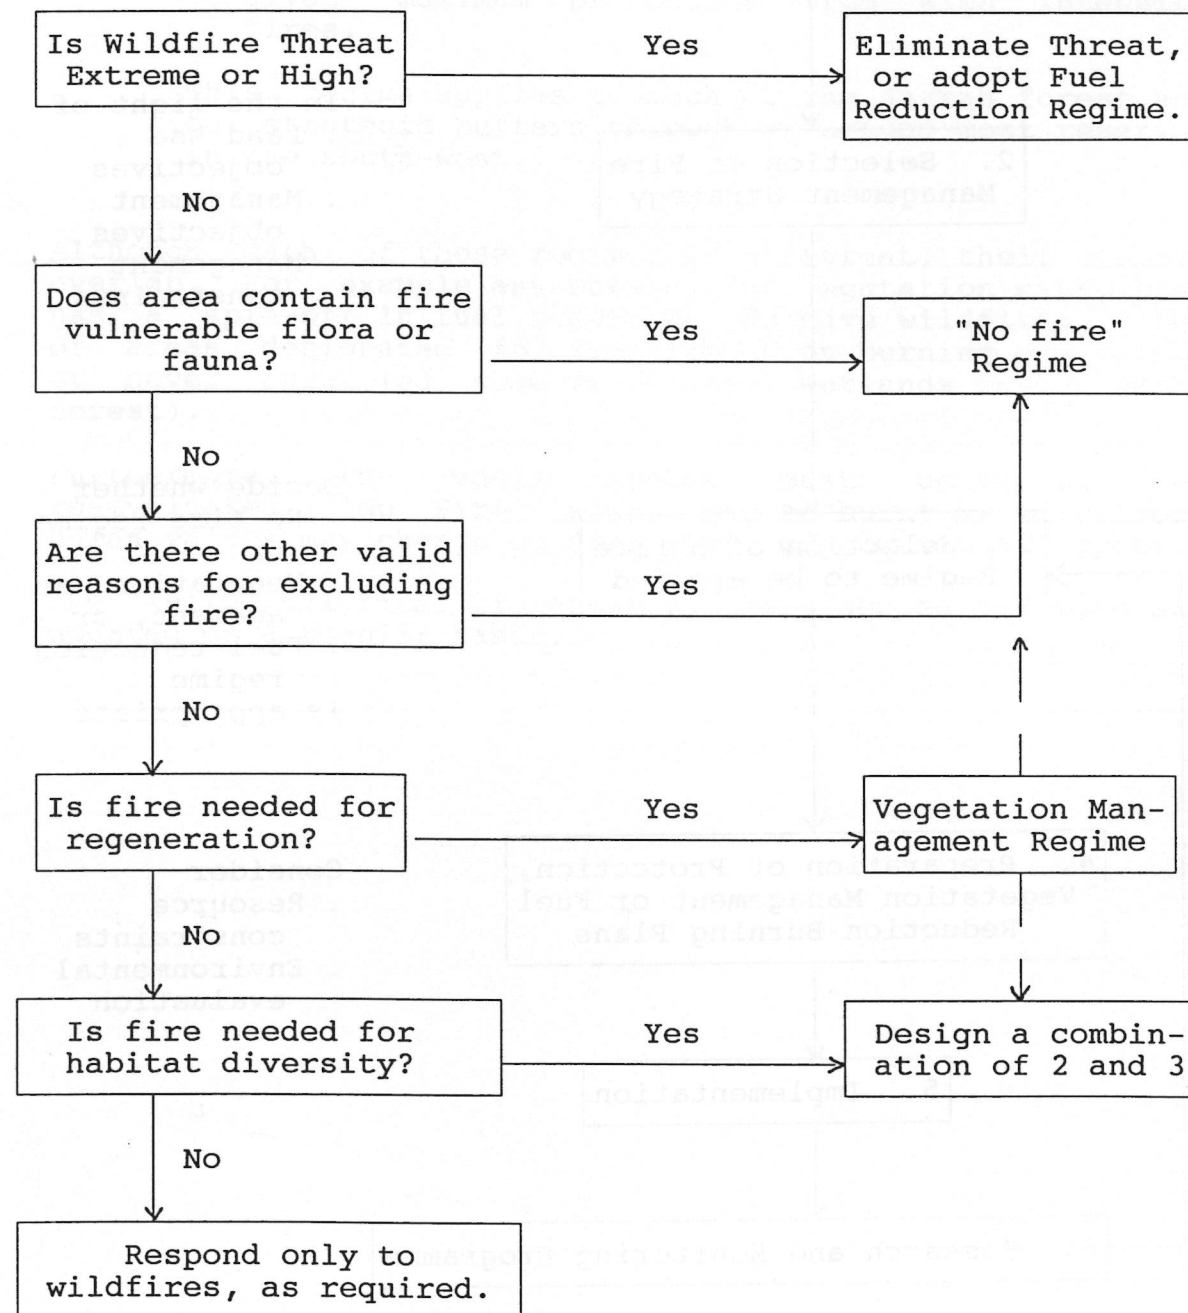 Is Wildfire Threat
Extreme or High?
Yes
Eliminate Threat,
or adopt Fuel
Reduction Regime.
No
Does area contain fire
vulnerable flora or
fauna?
Yes
"No fire"
Regime
No
Are there other valid
reasons for excluding
fire?
Yes
No
Is fire needed for
regeneration?
Yes
Vegetation Man-
agement Regime
No
Is fire needed for
habitat diversity?
Yes
Design a combin-
ation of 2 and 3
No
Respond only to
wildfires, as required.